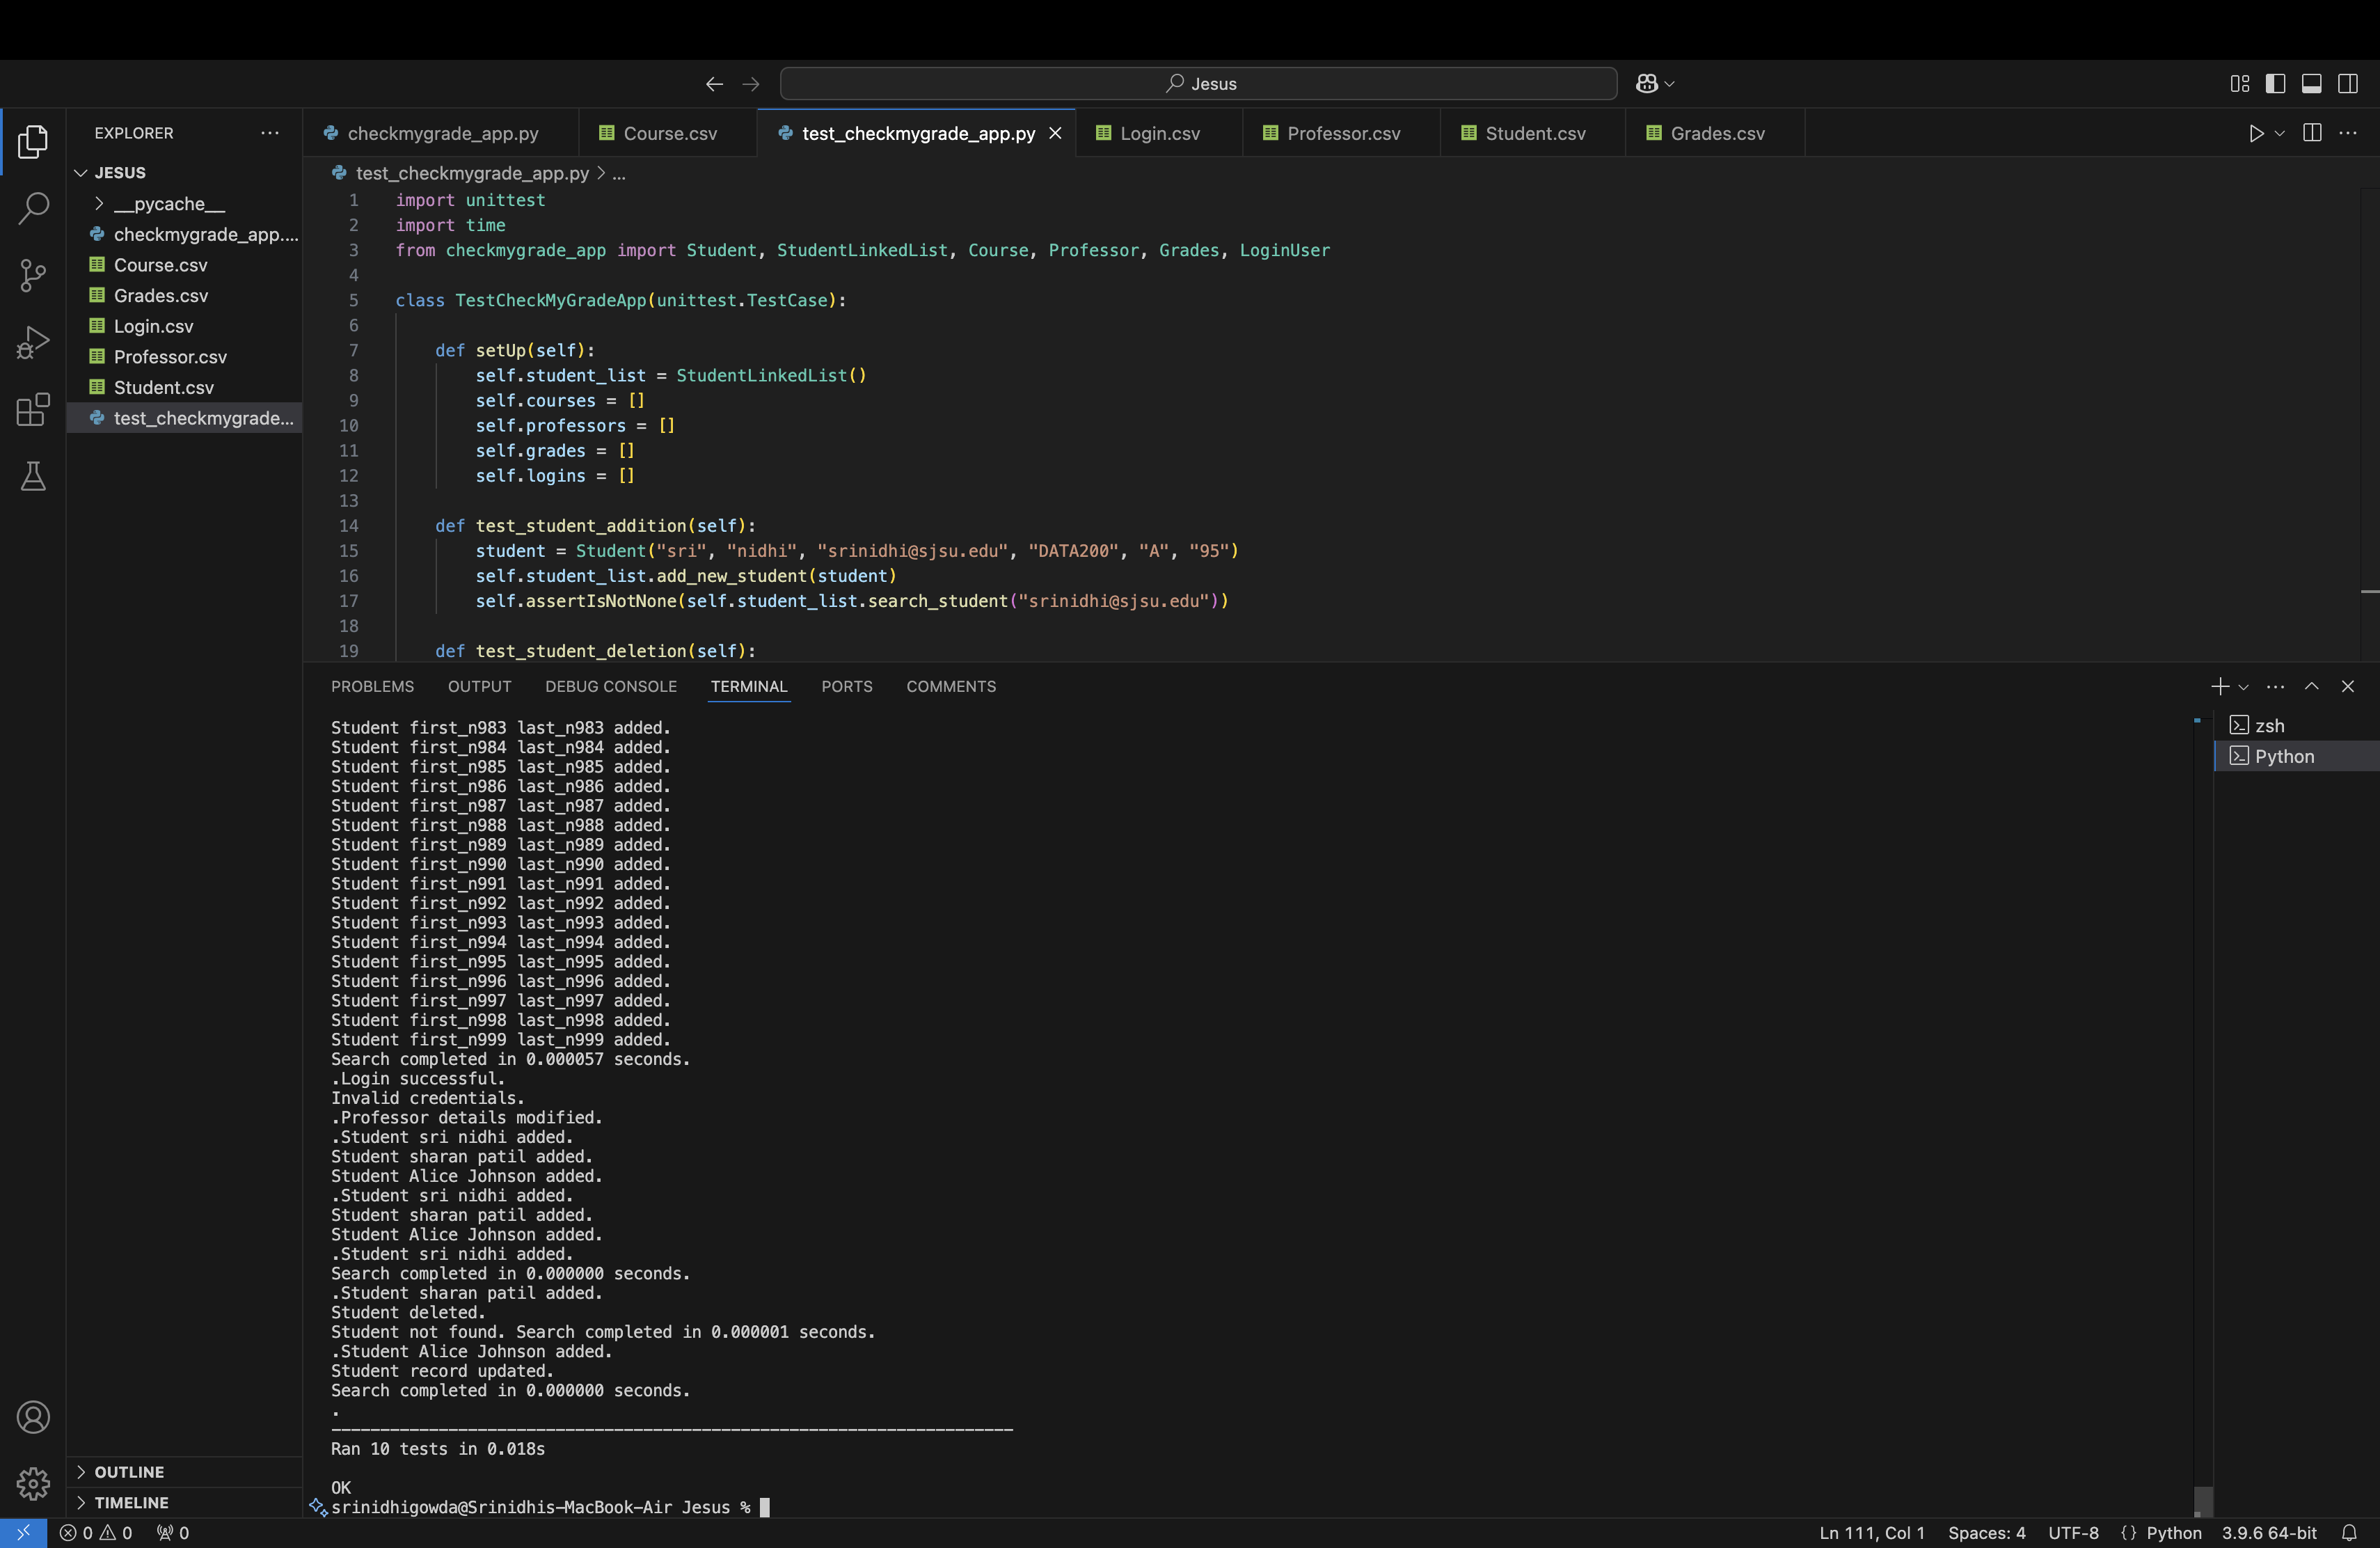 Jesus
EXPLORER
JESUS
__pycache__
checkmygrade_app....
Course.csv
Grades.csv
Login.csv
Professor.csv
Student.csv
test_checkmygrade...
OUTLINE
TIMELINE
checkmygrade_app.py
Course.csv
test_checkmygrade_app.py
Login.csv
Professor.csv
Student.csv
Grades.csv
test_checkmygrade_app.py > ...
1 import unittest
2 import time
3 from checkmygrade_app import Student, StudentLinkedList, Course, Professor, Grades, LoginUser
4
5 class TestCheckMyGradeApp(unittest.TestCase):
6
7 def setUp(self):
8 self.student_list = StudentLinkedList()
9 self.courses = []
10 self.professors = []
11 self.grades = []
12 self.logins = []
13
14 def test_student_addition(self):
15 student = Student("sri", "nidhi", "srinidhi@sjsu.edu", "DATA200", "A", "95")
16 self.student_list.add_new_student(student)
17 self.assertIsNotNone(self.student_list.search_student("srinidhi@sjsu.edu"))
18
19 def test_student_deletion(self):
PROBLEMS OUTPUT DEBUG CONSOLE TERMINAL PORTS COMMENTS
Student first_n983 last_n983 added.
Student first_n984 last_n984 added.
Student first_n985 last_n985 added.
Student first_n986 last_n986 added.
Student first_n987 last_n987 added.
Student first_n988 last_n988 added.
Student first_n989 last_n989 added.
Student first_n990 last_n990 added.
Student first_n991 last_n991 added.
Student first_n992 last_n992 added.
Student first_n993 last_n993 added.
Student first_n994 last_n994 added.
Student first_n995 last_n995 added.
Student first_n996 last_n996 added.
Student first_n997 last_n997 added.
Student first_n998 last_n998 added.
Student first_n999 last_n999 added.
Search completed in 0.000057 seconds.
.Login successful.
Invalid credentials.
.Professor details modified.
.Student sri nidhi added.
Student sharan patil added.
Student Alice Johnson added.
.Student sri nidhi added.
Student sharan patil added.
Student Alice Johnson added.
.Student sri nidhi added.
Search completed in 0.000000 seconds.
.Student sharan patil added.
Student deleted.
Student not found. Search completed in 0.000001 seconds.
.Student Alice Johnson added.
Student record updated.
Search completed in 0.000000 seconds.
.
----------------------------------------------------------------------
Ran 10 tests in 0.018s
OK
srinidhigowda@Srinidhis-MacBook-Air Jesus %
zsh
Python
0 0 0
Ln 111, Col 1 Spaces: 4 UTF-8 {} Python 3.9.6 64-bit